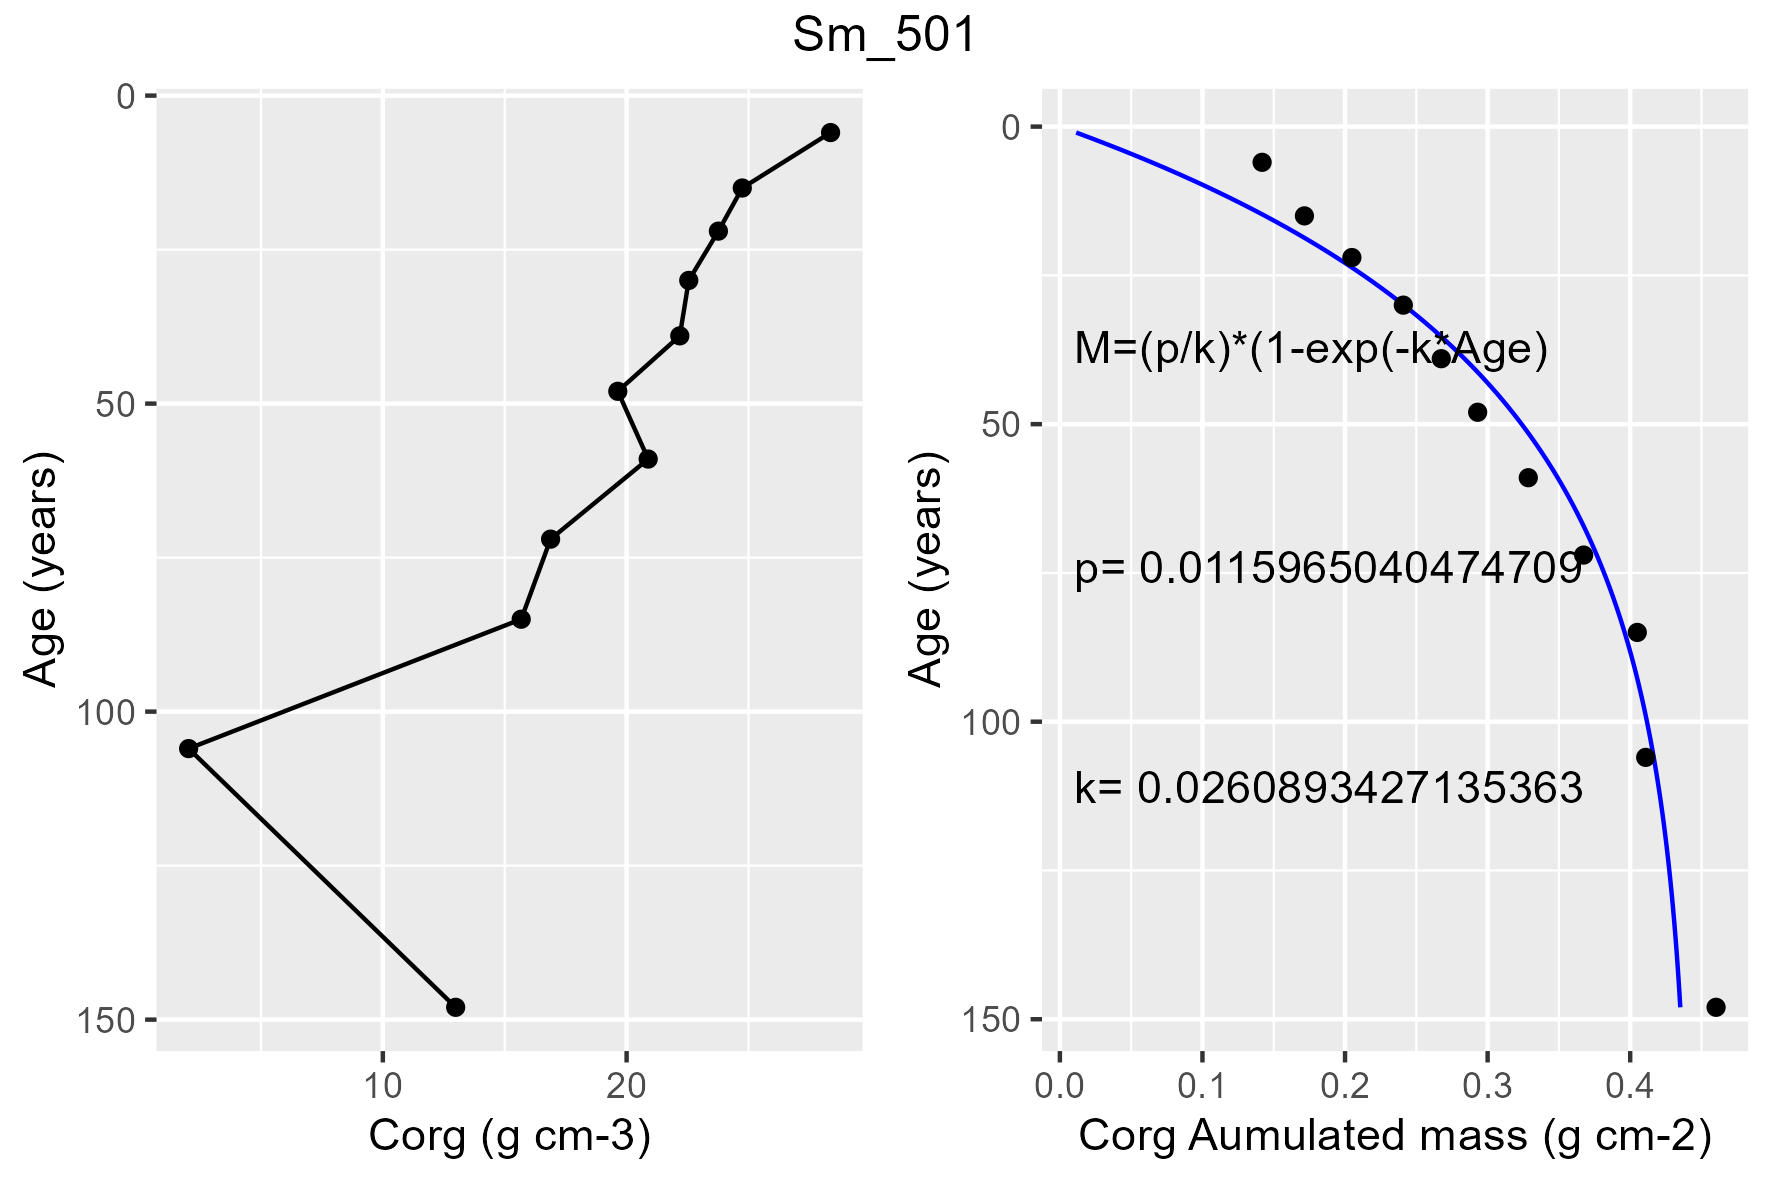 Sm_501
0
50
100
150
Age (years)
10
20
Corg (g cm-3)
0
50
100
150
Age (years)
M=(p/k)*(1-exp(-k*Age)
p= 0.0115965040474709
k= 0.0260893427135363
0.0
0.1
0.2
0.3
0.4
Corg Aumulated mass (g cm-2)